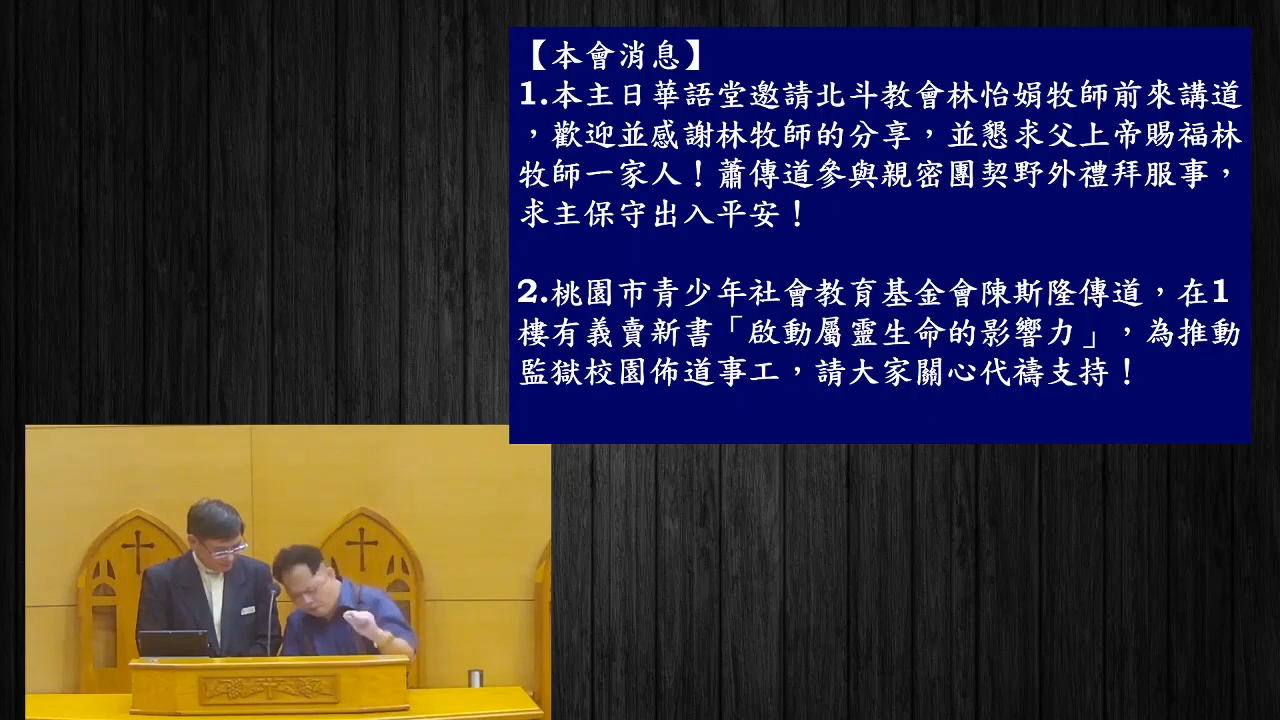 【本會消息】
1.本主日華語堂邀請北斗教會林怡娟牧師前來講道
，歡迎並感謝林牧師的分享，並懇求父上帝賜福林
牧師一家人！蕭傳道參與親密團契野外禮拜服事，
求主保守出入平安！
2.桃園市青少年社會教育基金會陳斯隆傳道，在1
樓有義賣新書「啟動屬靈生命的影響力」，為推動
監獄校園佈道事工，請大家關心代禱支持！